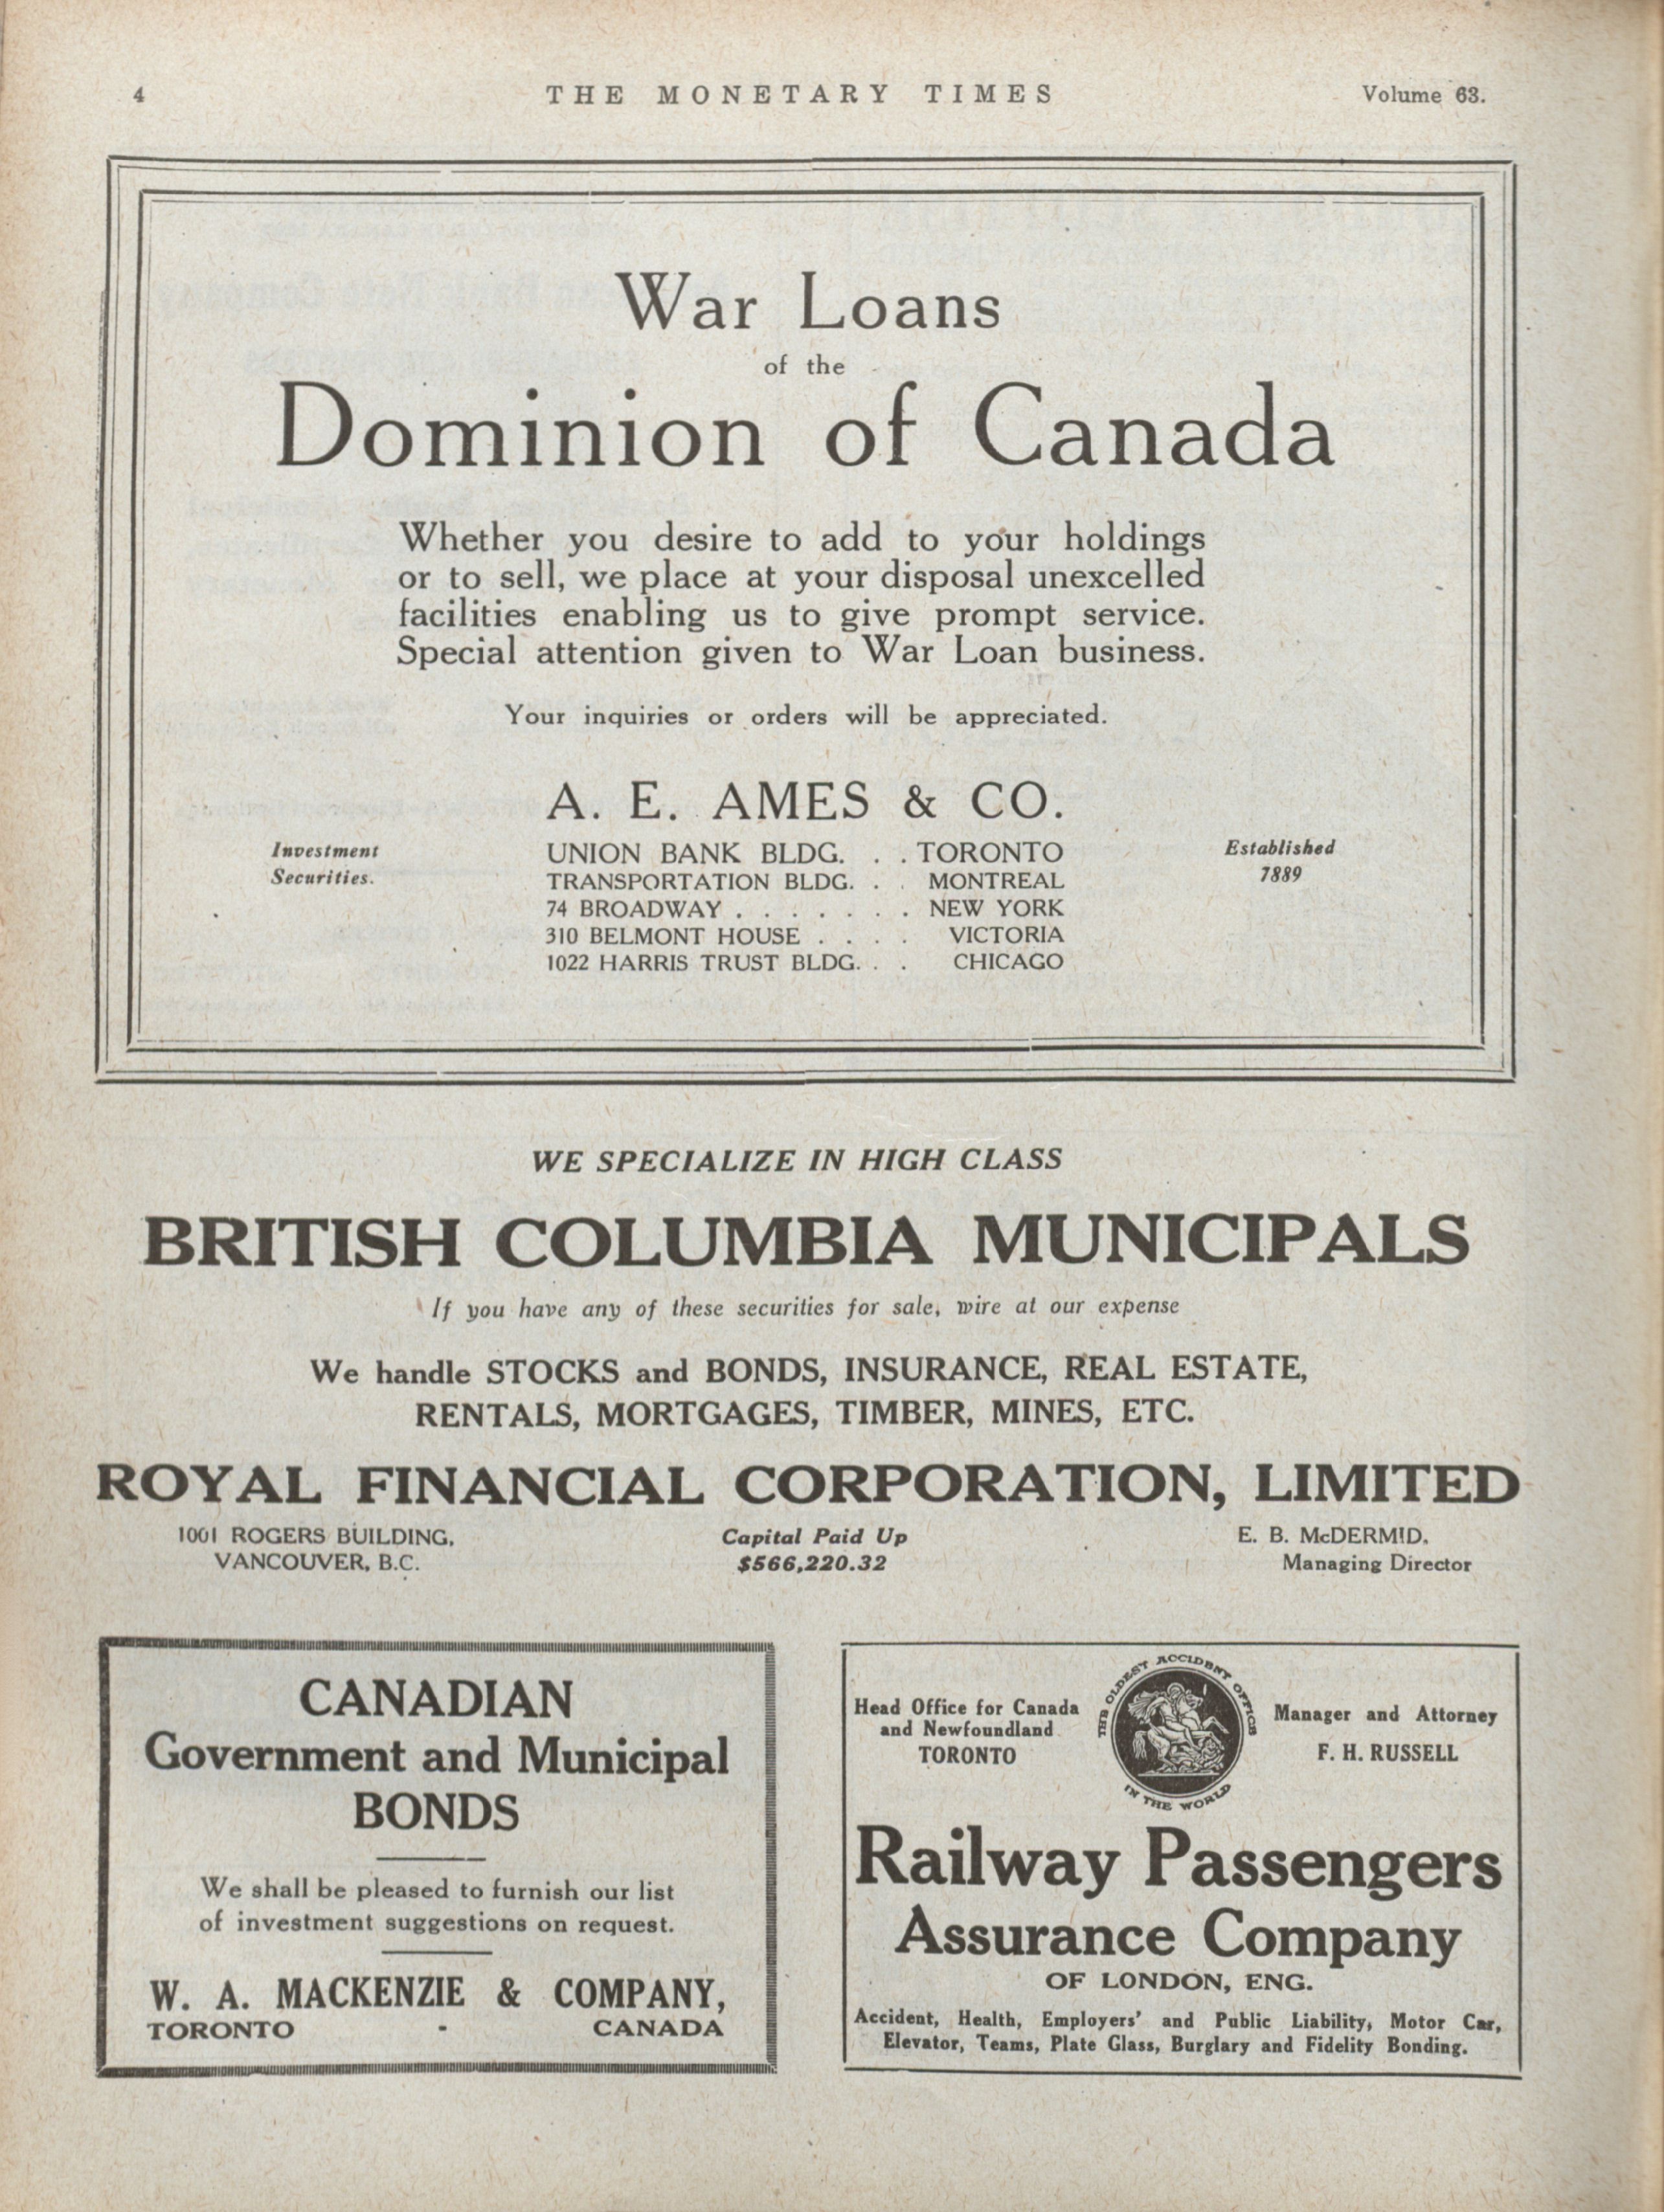 4 THE MONETARY TIMES Volume 63.
War Loans
of the
Dominion of Canada
Whether you desire to add to your holdings
or to sell, we place at your disposal unexcelled
facilities enabling us to give prompt service.
Special attention given to War Loan business.
Your inquiries or orders will be appreciated.
A. E. AMES & CO.
Investment
Securities.
UNION BANK BLDG. . . TORONTO
TRANSPORTATION BLDG. . . MONTREAL
74 BROADWAY . . . . . . . NEW YORK
310 BELMONT HOUSE . . . . VICTORIA
1022 HARRIS TRUST BLDG. . . CHICAGO
Established
1889
WE SPECIALIZE IN HIGH CLASS
BRITISH COLUMBIA MUNICIPALS
If you have any of these securities for sale, wire at our expense
We handle STOCKS and BONDS, INSURANCE, REAL ESTATE,
RENTALS, MORTGAGES, TIMBER, MINES, ETC.
ROYAL FINANCIAL CORPORATION, LIMITED
1001 ROGERS BUILDING,
VANCOUVER, B.C.
Capital Paid Up
$566,220.32
E. B. McDERMID,
Managing Director
CANADIAN
Government and Municipal
BONDS
We shall be pleased to furnish our list
of investment suggestions on request.
W. A. MACKENZIE & COMPANY,
TORONTO - CANADA
Head Office for Canada
and Newfoundland
TORONTO
THE OLDEST ACCIDENT OFFICE
IN THE WORLD
Manager and Attorney
F. H. RUSSELL
Railway Passengers
Assurance Company
OF LONDON, ENG.
Accident, Health, Employers' and Public Liability, Motor Car,
Elevator, Teams, Plate Glass, Burglary and Fidelity Bonding.